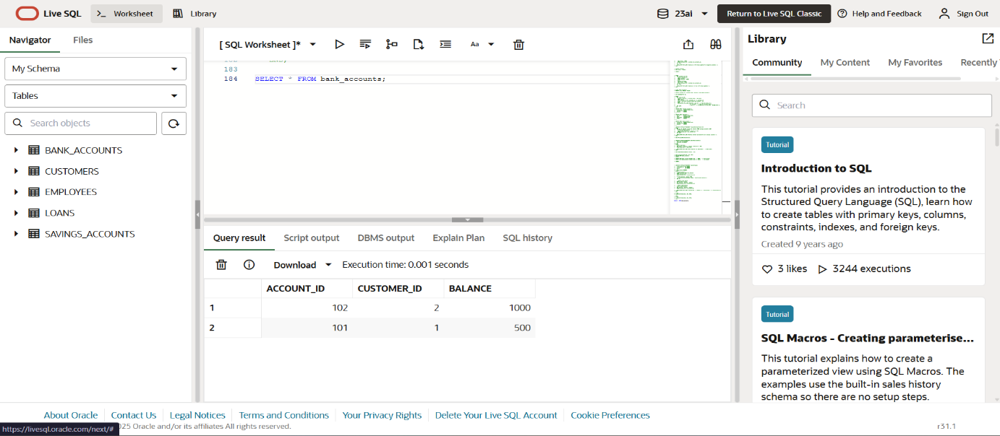 Live SQL
Worksheet
Library
23ai
Return to Live SQL Classic
Help and Feedback
Sign Out
Navigator
Files
My Schema
Tables
Search objects
BANK_ACCOUNTS
CUSTOMERS
EMPLOYEES
LOANS
SAVINGS_ACCOUNTS
[ SQL Worksheet ]*
Aa
183
184 SELECT * FROM bank_accounts;
Query result
Script output
DBMS output
Explain Plan
SQL history
Download
Execution time: 0.001 seconds
ACCOUNT_ID CUSTOMER_ID BALANCE
1 102 2 1000
2 101 1 500
Library
Community
My Content
My Favorites
Recently
Search
Tutorial
Introduction to SQL
This tutorial provides an introduction to the
Structured Query Language (SQL), learn how
to create tables with primary keys, columns,
constraints, indexes, and foreign keys.
Created 9 years ago
3 likes
3244 executions
Tutorial
SQL Macros - Creating parameterise...
This tutorial explains how to create a
parameterized view using SQL Macros. The
examples use the built-in sales history
schema so there are no setup steps.
About Oracle
Contact Us
Legal Notices
Terms and Conditions
Your Privacy Rights
Delete Your Live SQL Account
Cookie Preferences
https://livesql.oracle.com/next/#
Oracle and/or its affiliates All rights reserved.
r31.1